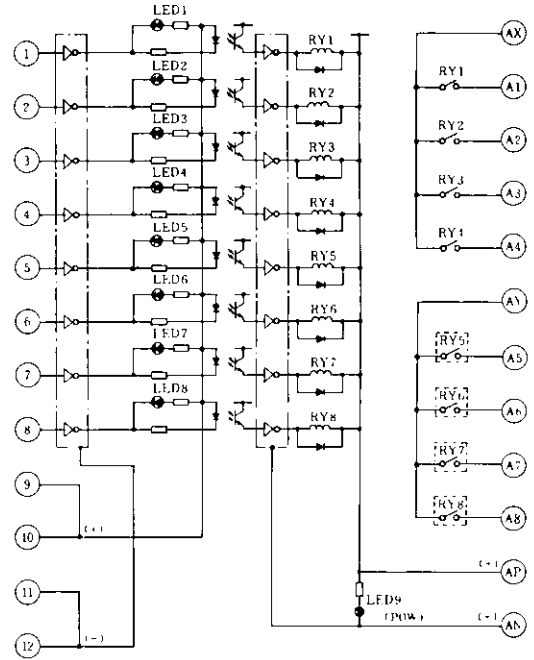 LED1
AX
1
RY1
RY1
A1
LED2
2
RY2
RY2
A2
LED3
3
RY3
RY3
A3
LED4
4
RY4
RY4
A4
LED5
5
RY5
AY
LED6
RY5
A5
6
RY6
RY6
A6
LED7
7
RY7
RY7
A7
LED8
8
RY8
RY8
A8
9
10
(+)
(+)
AP
11
LED9
(POW)
AN
12
(-)